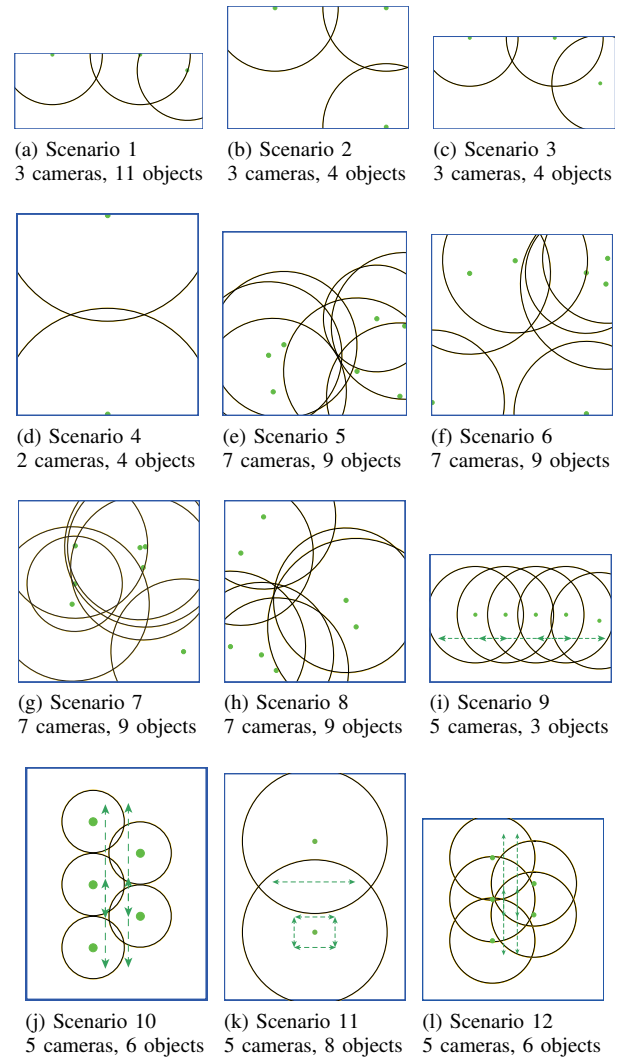 (a) Scenario 1
3 cameras, 11 objects
(b) Scenario 2
3 cameras, 4 objects
(c) Scenario 3
3 cameras, 4 objects
(d) Scenario 4
2 cameras, 4 objects
(e) Scenario 5
7 cameras, 9 objects
(f) Scenario 6
7 cameras, 9 objects
(g) Scenario 7
7 cameras, 9 objects
(h) Scenario 8
7 cameras, 9 objects
(i) Scenario 9
5 cameras, 3 objects
(j) Scenario 10
5 cameras, 6 objects
(k) Scenario 11
5 cameras, 8 objects
(l) Scenario 12
5 cameras, 6 objects